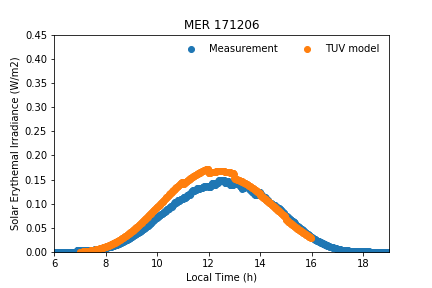 MER 171206
Measurement
TUV model
Solar Erythemal Irradiance (W/m2)
0.45
0.40
0.35
0.30
0.25
0.20
0.15
0.10
0.05
0.00
6 8 10 12 14 16 18
Local Time (h)